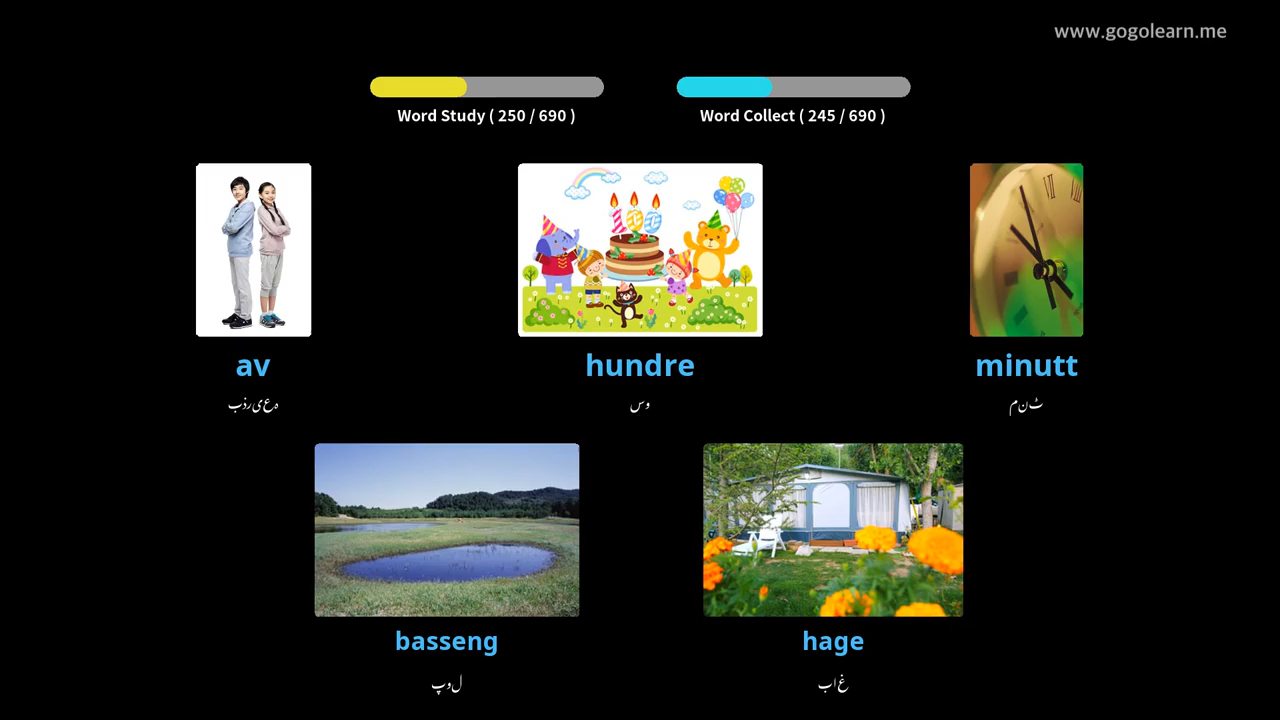 www.gogolearn.me
Word Study ( 250 / 690 )
Word Collect ( 245 / 690 )
100
av
hundre
minutt
ہعیرذب
وس
ٹنم
basseng
hage
لوپ
غاب